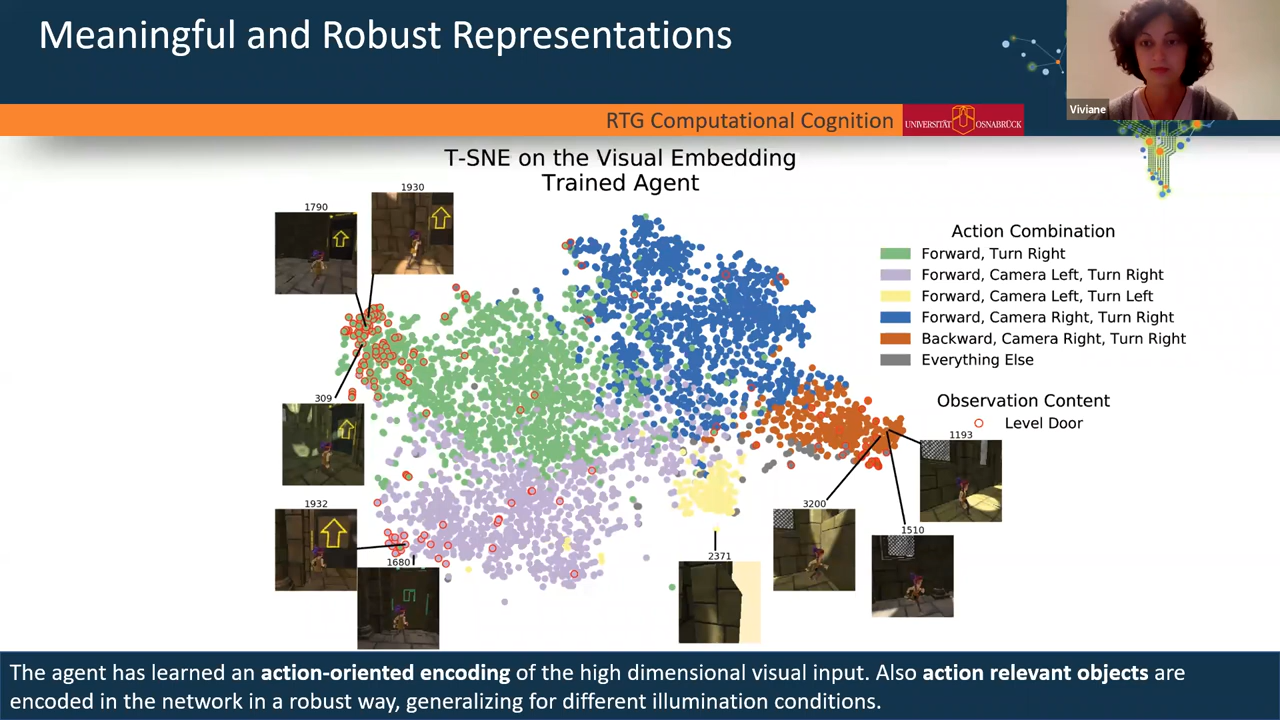 Meaningful and Robust Representations
Viviane
RTG Computational Cognition
UNIVERSITÄT OSNABRÜCK
T-SNE on the Visual Embedding
Trained Agent
1930
1790
309
1932
1680
2371
3200
1510
1193
Action Combination
Forward, Turn Right
Forward, Camera Left, Turn Right
Forward, Camera Left, Turn Left
Forward, Camera Right, Turn Right
Backward, Camera Right, Turn Right
Everything Else
Observation Content
Level Door
The agent has learned an action-oriented encoding of the high dimensional visual input. Also action relevant objects are
encoded in the network in a robust way, generalizing for different illumination conditions.